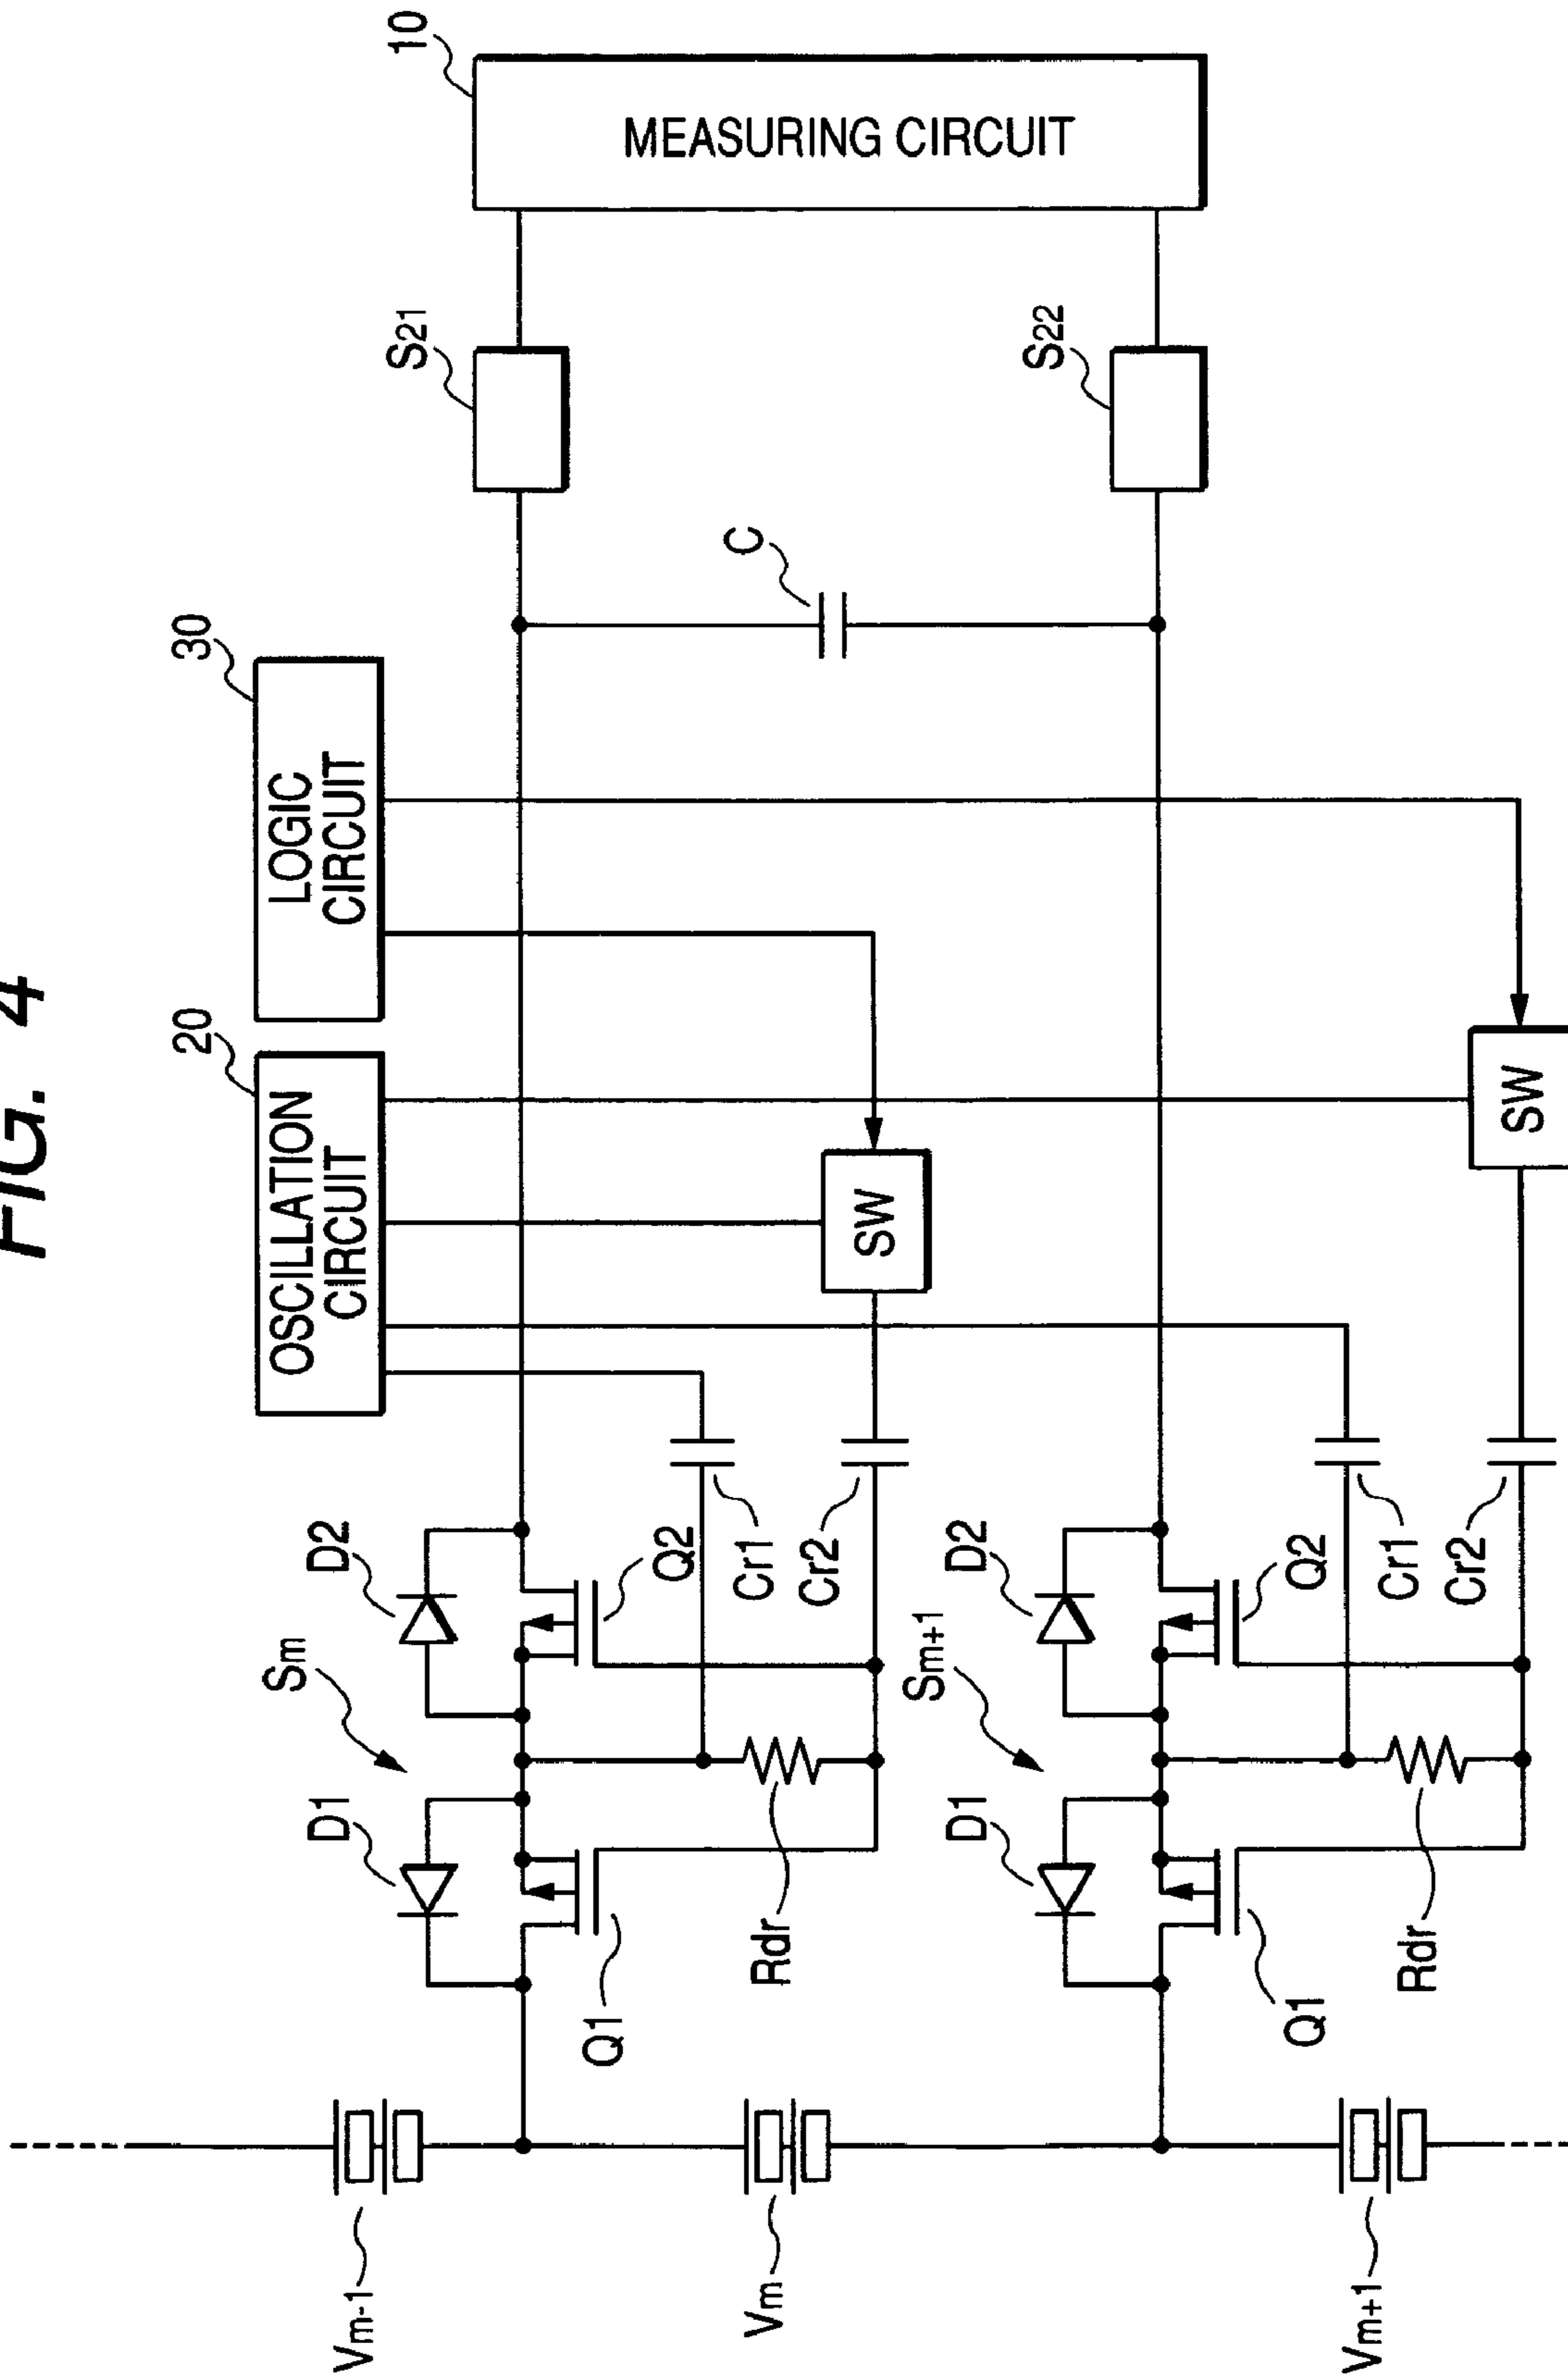 FIG. 4
20
30
OSCILLATION
CIRCUIT
LOGIC
CIRCUIT
10
MEASURING CIRCUIT
S21
S22
C
D1
Sm
D2
Vm-1
Q1
Rdr
Q2
Cr1
Cr2
SW
Vm
D1
Sm+1
D2
Q1
Rdr
Q2
Cr1
Cr2
SW
Vm+1